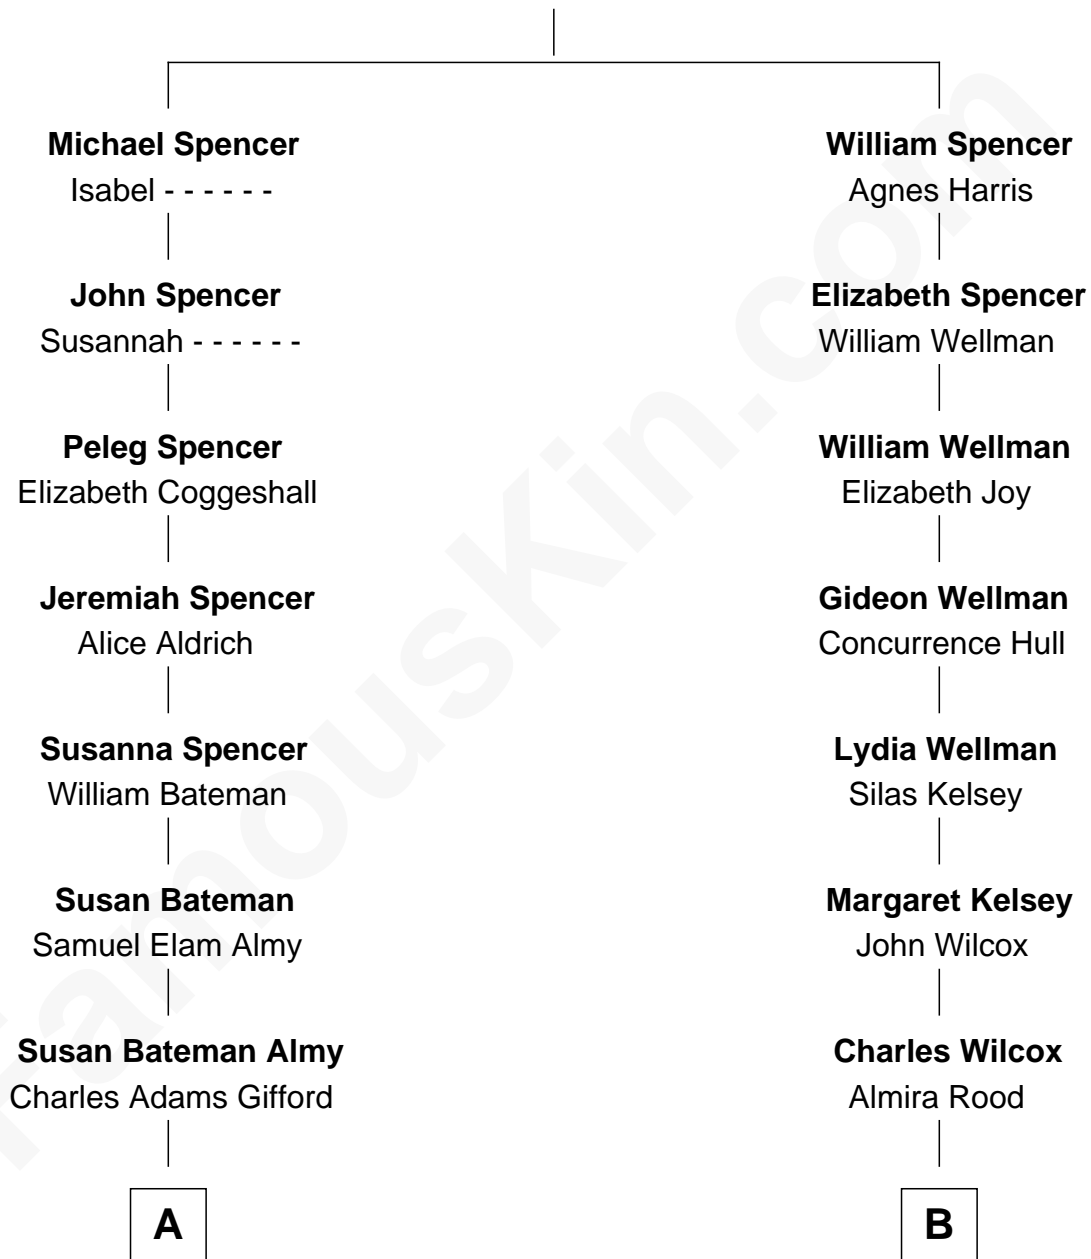 Michael Spencer
Isabel - - - - - -
William Spencer
Agnes Harris
John Spencer
Susannah - - - - - -
Elizabeth Spencer
William Wellman
Peleg Spencer
Elizabeth Coggeshall
William Wellman
Elizabeth Joy
Jeremiah Spencer
Alice Aldrich
Gideon Wellman
Concurrence Hull
Susanna Spencer
William Bateman
Lydia Wellman
Silas Kelsey
Susan Bateman
Samuel Elam Almy
Margaret Kelsey
John Wilcox
Susan Bateman Almy
Charles Adams Gifford
Charles Wilcox
Almira Rood
A
B
FamousKin.com